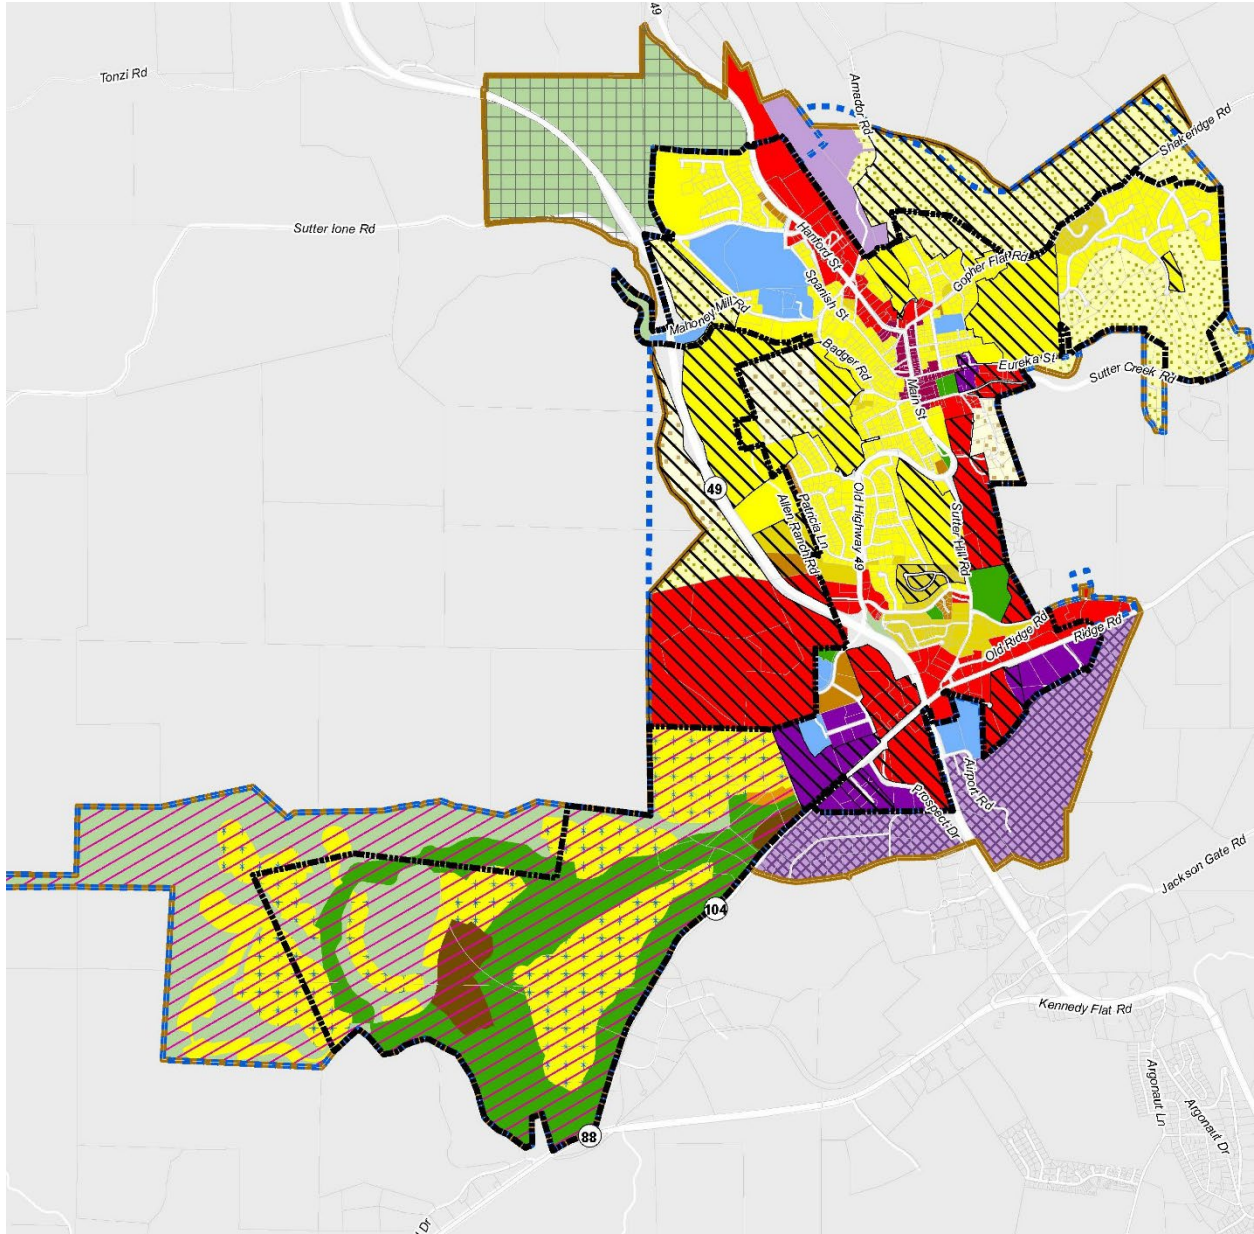 49
Tonzi Rd
Amador Rd
Shakeridge Rd
Sutter Ione Rd
Hanford St
Gopher Flat Rd
Spanish St
Mahoney Mill Rd
Badger Rd
Eureka St
Sutter Creek Rd
Main St
49
Old Highway 49
Patricia Ln
Allen Ranch Rd
Sutter Hill Rd
Old Ridge Rd
Ridge Rd
Airport Rd
Prospect Dr
Jackson Gate Rd
104
Kennedy Flat Rd
Argonaut Ln
Argonaut Dr
88
Dr